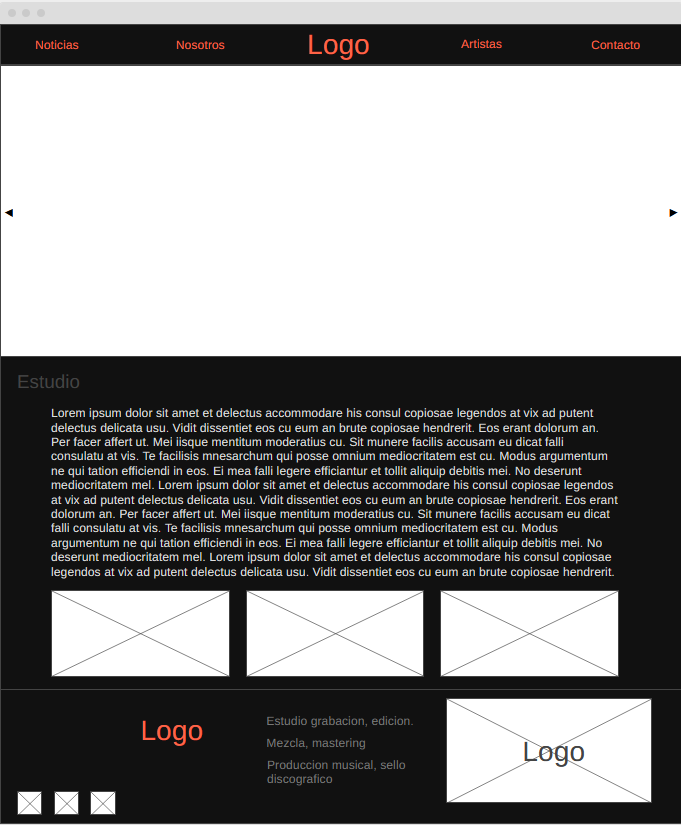 Noticias Nosotros Logo Artistas Contacto
Estudio
Lorem ipsum dolor sit amet et delectus accommodare his consul copiosae legendos at vix ad putent
delectus delicata usu. Vidit dissentiet eos cu eum an brute copiosae hendrerit. Eos erant dolorum an.
Per facer affert ut. Mei iisque mentitum moderatius cu. Sit munere facilis accusam eu dicat falli
consulatu at vis. Te facilisis mnesarchum qui posse omnium mediocritatem est cu. Modus argumentum
ne qui tation efficiendi in eos. Ei mea falli legere efficiantur et tollit aliquip debitis mei. No deserunt
mediocritatem mel. Lorem ipsum dolor sit amet et delectus accommodare his consul copiosae legendos
at vix ad putent delectus delicata usu. Vidit dissentiet eos cu eum an brute copiosae hendrerit. Eos erant
dolorum an. Per facer affert ut. Mei iisque mentitum moderatius cu. Sit munere facilis accusam eu dicat
falli consulatu at vis. Te facilisis mnesarchum qui posse omnium mediocritatem est cu. Modus
argumentum ne qui tation efficiendi in eos. Ei mea falli legere efficiantur et tollit aliquip debitis mei. No
deserunt mediocritatem mel. Lorem ipsum dolor sit amet et delectus accommodare his consul copiosae
legendos at vix ad putent delectus delicata usu. Vidit dissentiet eos cu eum an brute copiosae hendrerit.
Logo
Estudio grabacion, edicion.
Mezcla, mastering
Produccion musical, sello
discografico
Logo